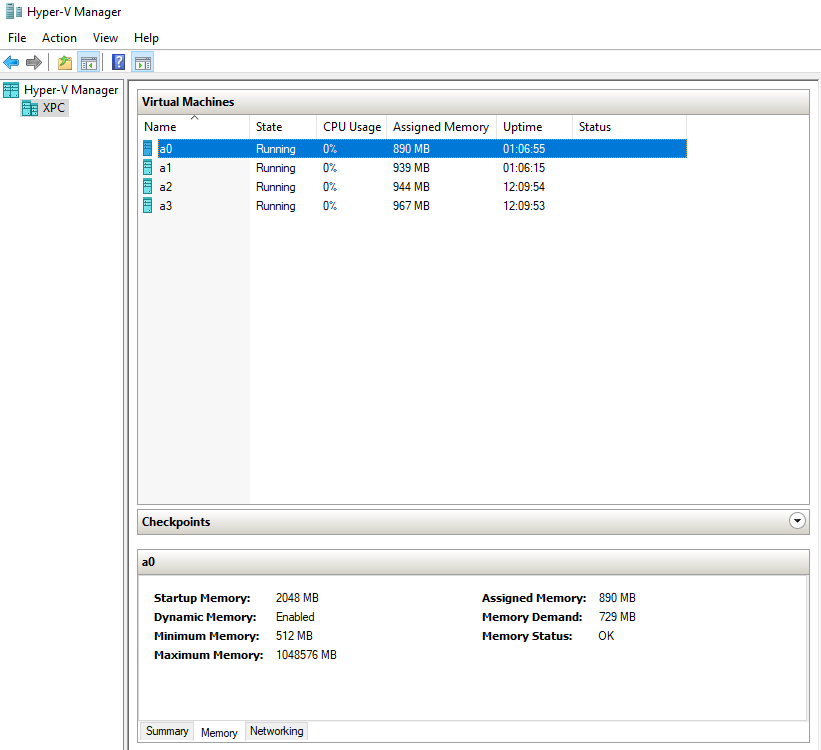 Hyper-V Manager
File Action View Help
Hyper-V Manager
XPC
Virtual Machines
Name State CPU Usage Assigned Memory Uptime Status
a0 Running 0% 890 MB 01:06:55
a1 Running 0% 939 MB 01:06:15
a2 Running 0% 944 MB 12:09:54
a3 Running 0% 967 MB 12:09:53
Checkpoints
a0
Startup Memory: 2048 MB Assigned Memory: 890 MB
Dynamic Memory: Enabled Memory Demand: 729 MB
Minimum Memory: 512 MB Memory Status: OK
Maximum Memory: 1048576 MB
Summary Memory Networking